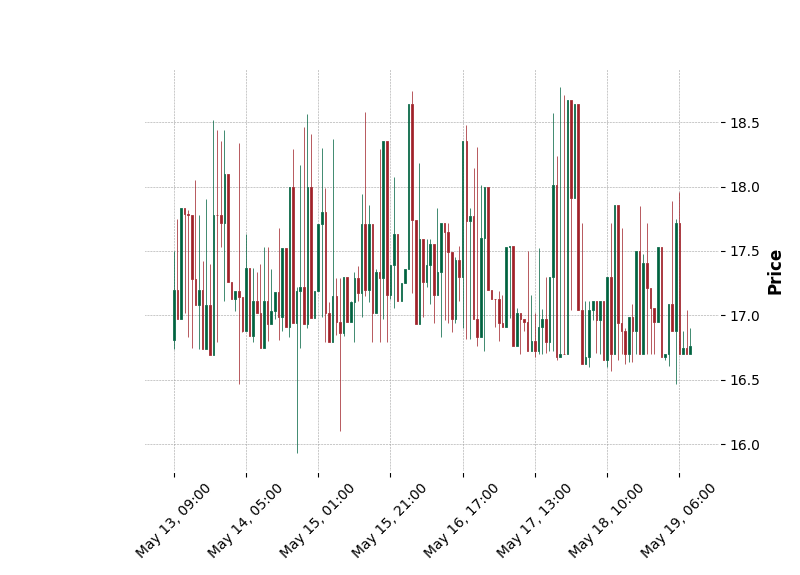 18.5
18.0
17.5
17.0
16.5
16.0
Price
May 13, 09:00
May 14, 05:00
May 15, 01:00
May 15, 21:00
May 16, 17:00
May 17, 13:00
May 18, 10:00
May 19, 06:00